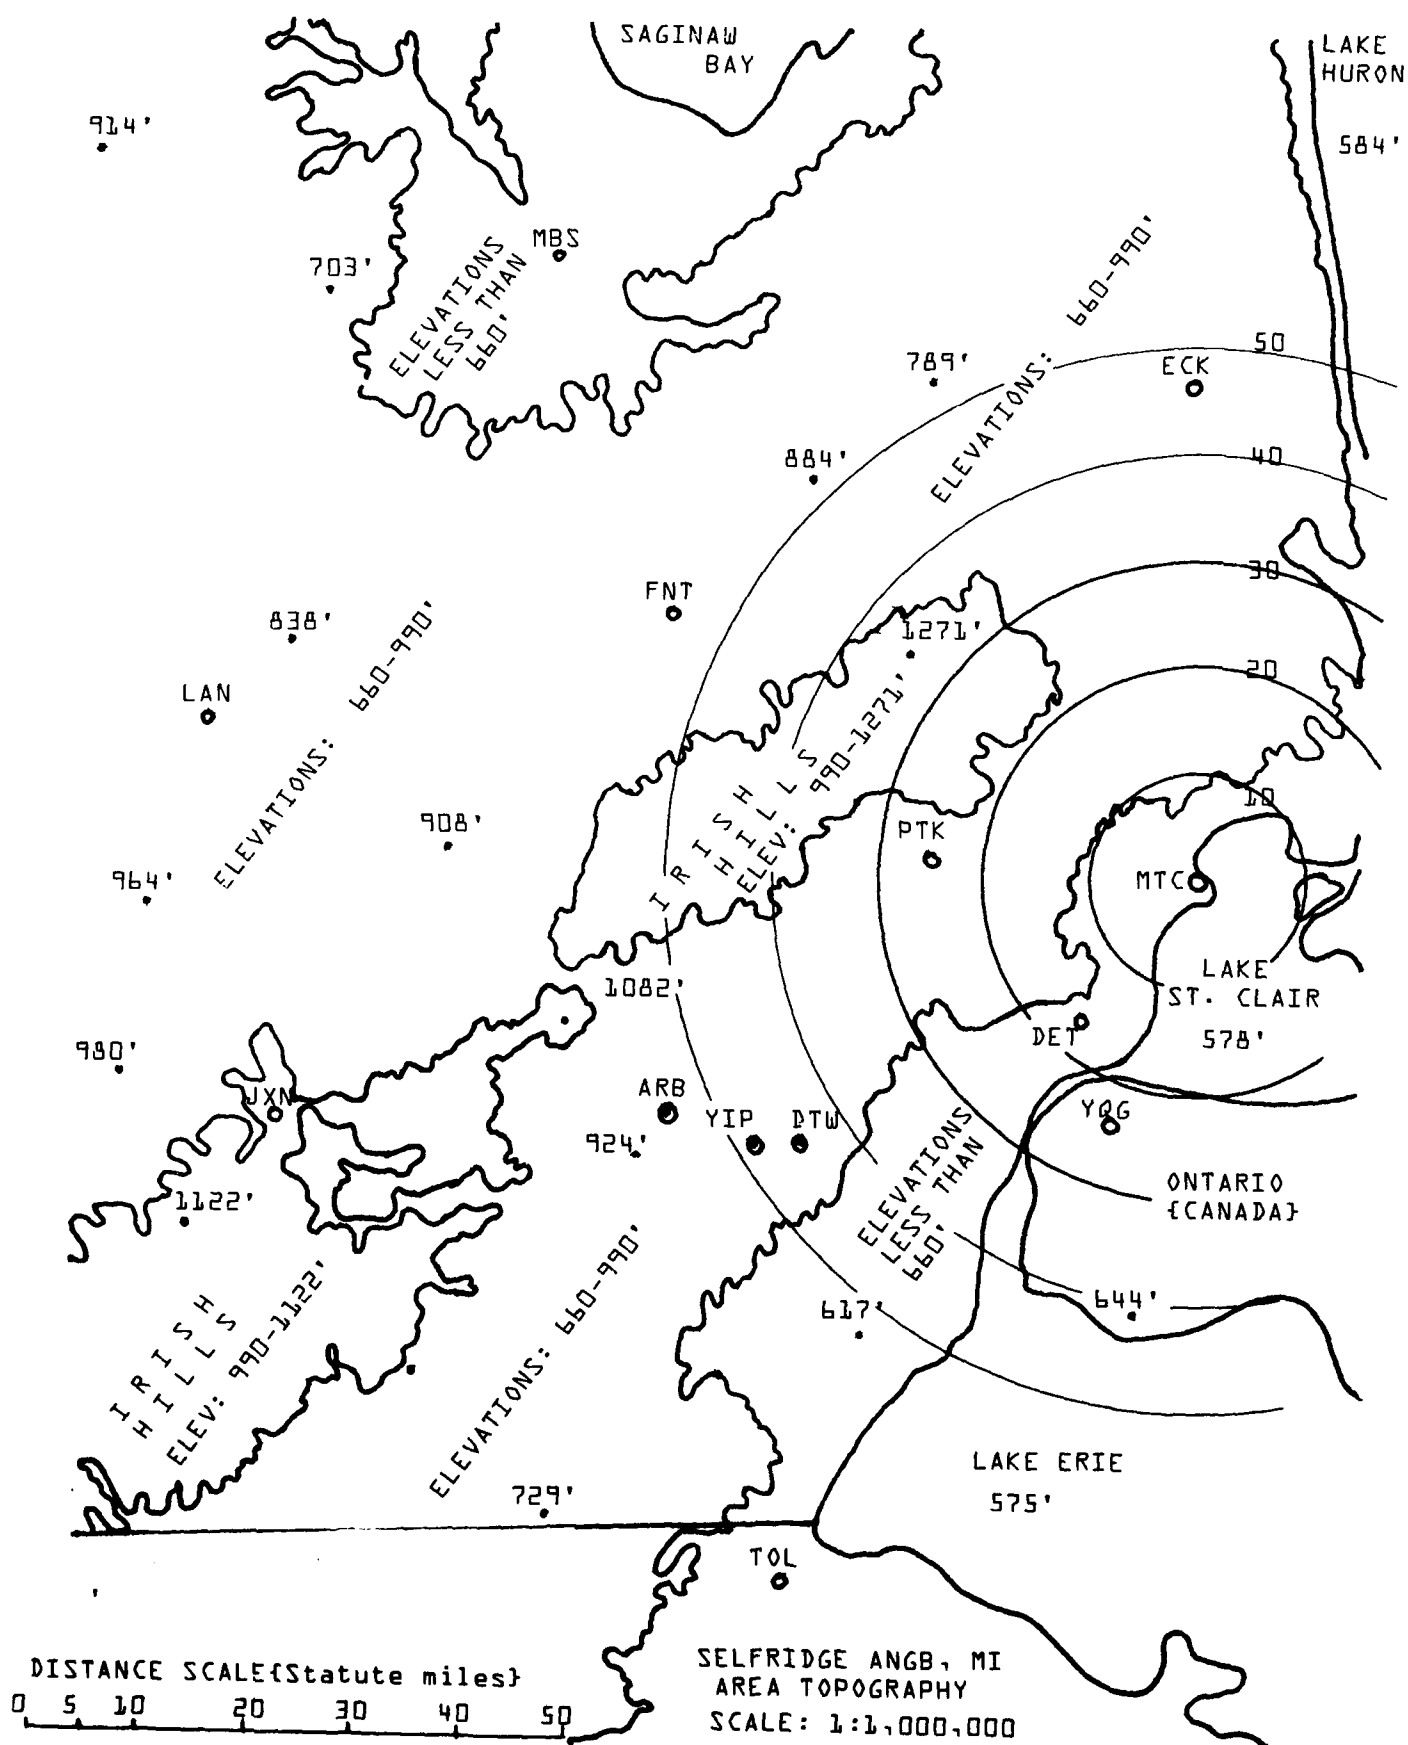 SAGINAW
BAY
LAKE
HURON
584'
914'
MBS
703'
ELEVATIONS
LESS THAN
660'
ELEVATIONS: 660-990'
50
ECK
789'
40
884'
30
FNT
1271'
838'
ELEVATIONS: 660-990'
20
LAN
IRISH
HILLS
ELEV: 990-1271'
10
908'
PTK
964'
MTC
LAKE
ST. CLAIR
578'
1082'
DET
980'
JXN
ARB
YIP
DTW
YQG
924'
ELEVATIONS
LESS THAN
660'
ONTARIO
{CANADA}
1122'
617'
644'
IRISH
HILLS
ELEV: 990-1122'
ELEVATIONS: 660-990'
LAKE ERIE
575'
729'
TOL
DISTANCE SCALE{Statute miles}
0 5 10 20 30 40 50
SELFRIDGE ANGB, MI
AREA TOPOGRAPHY
SCALE: 1:1,000,000